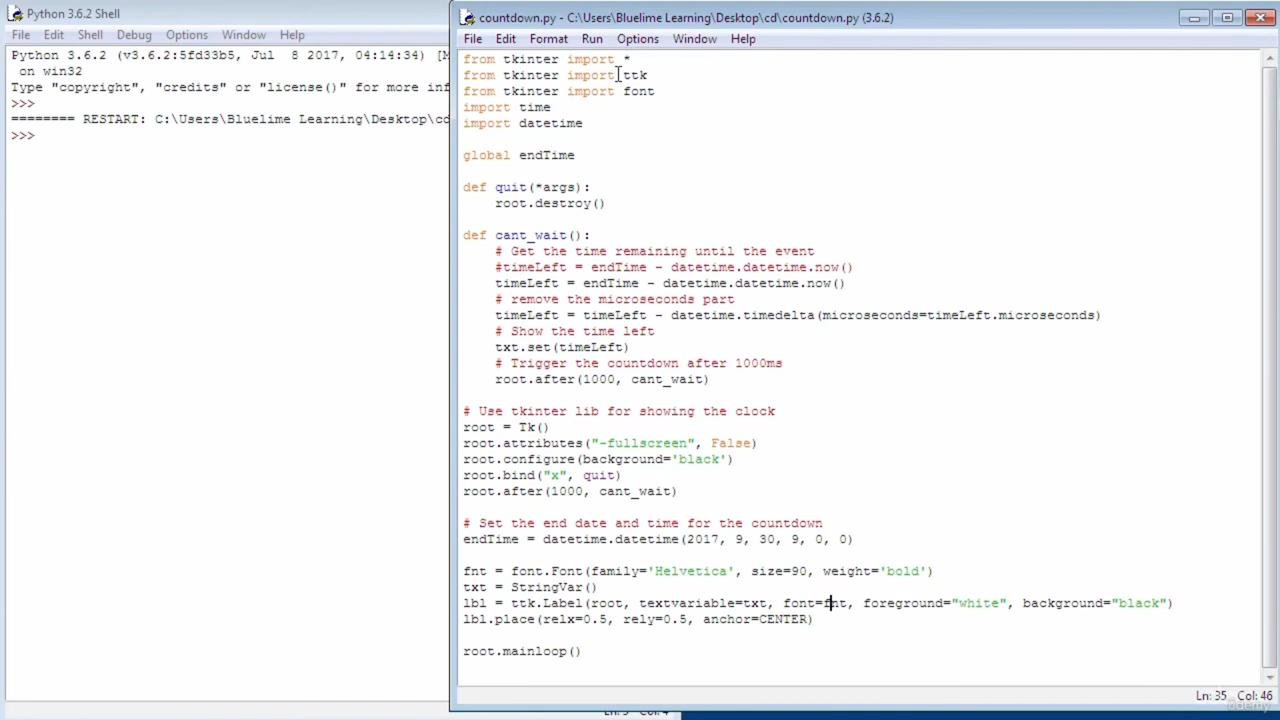 Python 3.6.2 Shell
File Edit Shell Debug Options Window Help
Python 3.6.2 (v3.6.2:5fd33b5, Jul 8 2017, 04:14:34) [M
on win32
Type "copyright", "credits" or "license()" for more inf
>>>
======== RESTART: C:\Users\Bluelime Learning\Desktop\cd
>>>
countdown.py - C:\Users\Bluelime Learning\Desktop\cd\countdown.py (3.6.2)
File Edit Format Run Options Window Help
from tkinter import *
from tkinter import ttk
from tkinter import font
import time
import datetime
global endTime
def quit(*args):
    root.destroy()
def cant_wait():
    # Get the time remaining until the event
    #timeLeft = endTime - datetime.datetime.now()
    timeLeft = endTime - datetime.datetime.now()
    # remove the microseconds part
    timeLeft = timeLeft - datetime.timedelta(microseconds=timeLeft.microseconds)
    # Show the time left
    txt.set(timeLeft)
    # Trigger the countdown after 1000ms
    root.after(1000, cant_wait)
# Use tkinter lib for showing the clock
root = Tk()
root.attributes("-fullscreen", False)
root.configure(background='black')
root.bind("x", quit)
root.after(1000, cant_wait)
# Set the end date and time for the countdown
endTime = datetime.datetime(2017, 9, 30, 9, 0, 0)
fnt = font.Font(family='Helvetica', size=90, weight='bold')
txt = StringVar()
lbl = ttk.Label(root, textvariable=txt, font=fnt, foreground="white", background="black")
lbl.place(relx=0.5, rely=0.5, anchor=CENTER)
root.mainloop()
Ln: 35 Col: 46
udemy